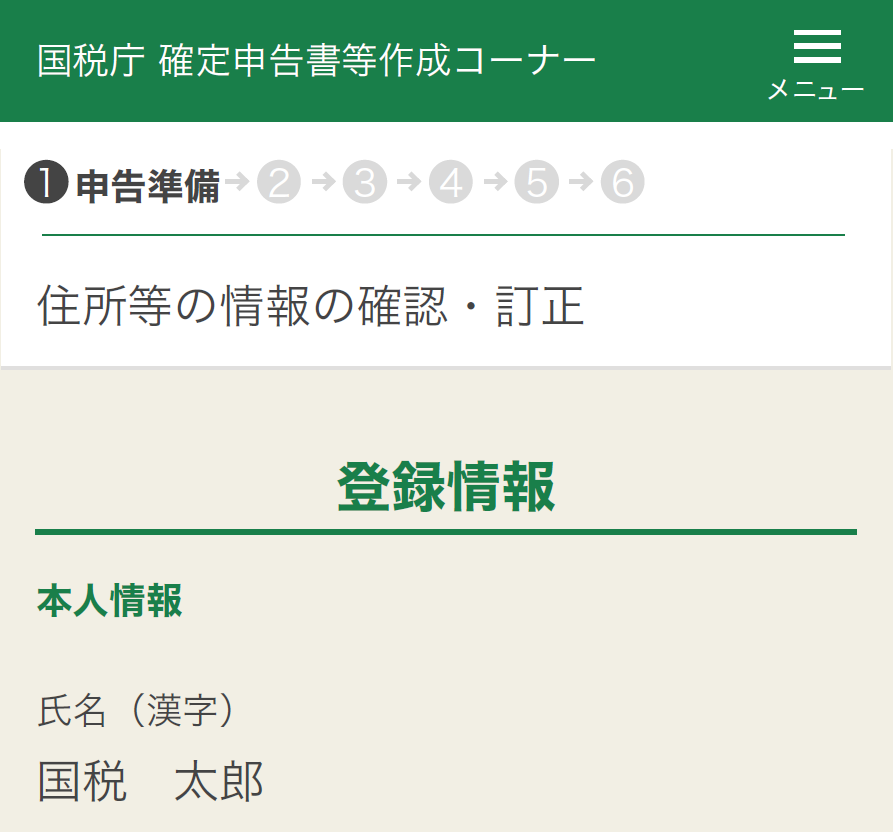 国税庁 確定申告書等作成コーナー
メニュー
1 申告準備 → 2 → 3 → 4 → 5 → 6
住所等の情報の確認・訂正
登録情報
本人情報
氏名（漢字）
国税　太郎